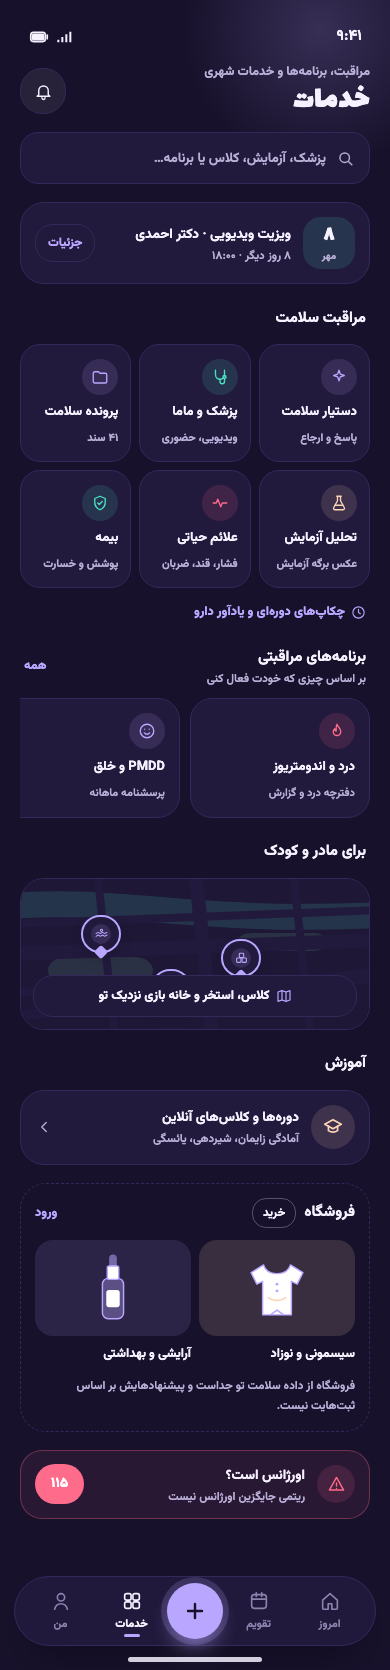 ۹:۴۱
مراقبت، برنامه‌ها و خدمات شهری
خدمات
پزشک، آزمایش، کلاس یا برنامه…
۸
مهر
ویزیت ویدیویی · دکتر احمدی
۸ روز دیگر · ۱۸:۰۰
جزئیات
مراقبت سلامت
دستیار سلامت
پاسخ و ارجاع
پزشک و ماما
ویدیویی، حضوری
پرونده سلامت
۴۱ سند
تحلیل آزمایش
عکس برگه آزمایش
علائم حیاتی
فشار، قند، ضربان
بیمه
پوشش و خسارت
چکاپ‌های دوره‌ای و یادآور دارو
برنامه‌های مراقبتی
همه
بر اساس چیزی که خودت فعال کنی
درد و اندومتریوز
دفترچه درد و گزارش
PMDD و خلق
پرسشنامه ماهانه
برای مادر و کودک
کلاس، استخر و خانه بازی نزدیک تو
آموزش
دوره‌ها و کلاس‌های آنلاین
آمادگی زایمان، شیردهی، یائسگی
فروشگاه
خرید
ورود
سیسمونی و نوزاد
آرایشی و بهداشتی
فروشگاه از داده سلامت تو جداست و پیشنهادهایش بر اساس
ثبت‌هایت نیست.
اورژانس است؟
ریتمی جایگزین اورژانس نیست
۱۱۵
امروز
تقویم
خدمات
من